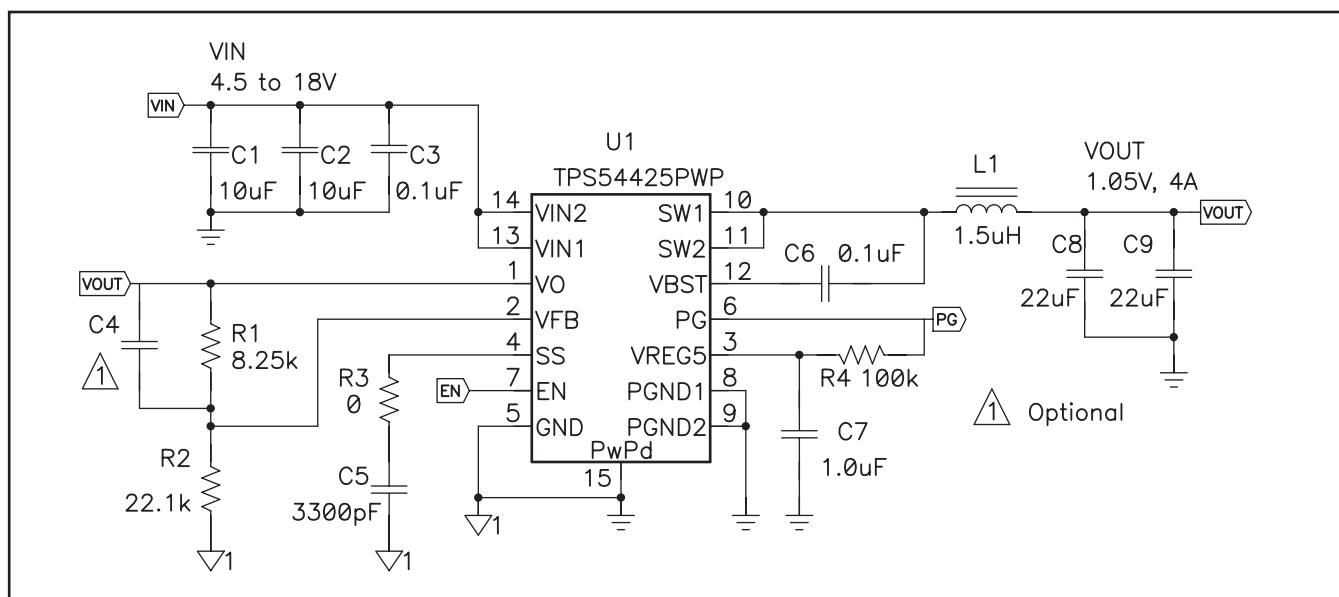 VIN
4.5 to 18V
VIN
C1
10uF
C2
10uF
C3
0.1uF
U1
TPS54425PWP
14 VIN2
13 VIN1
1 VO
2 VFB
4 SS
7 EN
5 GND
SW1 10
SW2 11
VBST 12
PG 6
VREG5 3
PGND1 8
PGND2 9
PwPd
15
VOUT
C4
1
R1
8.25k
R2
22.1k
1
R3
0
C5
3300pF
1
EN
1
C6 0.1uF
L1
1.5uH
VOUT
1.05V, 4A
VOUT
C8
22uF
C9
22uF
PG
R4 100k
C7
1.0uF
1 Optional